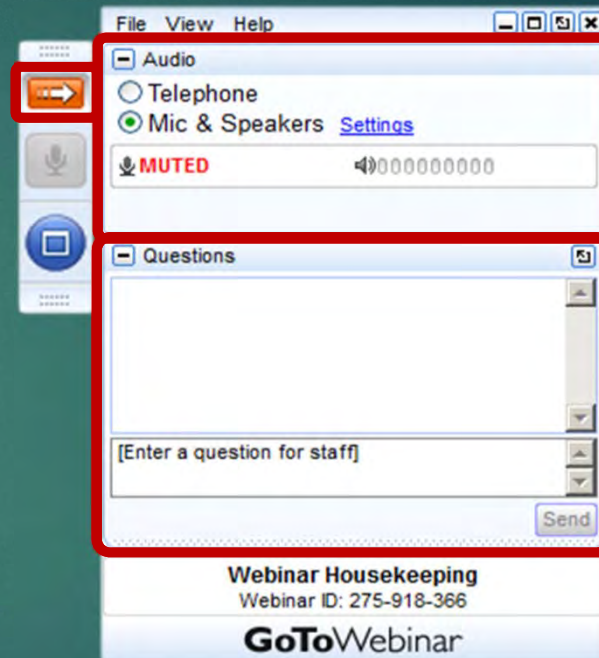 File View Help
Audio
Telephone
Mic & Speakers Settings
MUTED 000000000
Questions
[Enter a question for staff]
Send
Webinar Housekeeping
Webinar ID: 275-918-366
GoToWebinar